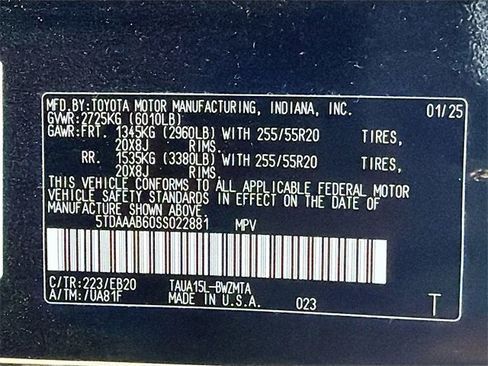 MFD.BY:TOYOTA MOTOR MANUFACTURING, INDIANA, INC. 01/25
GVWR:2725KG (6010LB)
GAWR:FRT. 1345KG (2960LB) WITH 255/55R20 TIRES,
20X8J RIMS.
RR. 1535KG (3380LB) WITH 255/55R20 TIRES,
20X8J RIMS.
THIS VEHICLE CONFORMS TO ALL APPLICABLE FEDERAL MOTOR
VEHICLE SAFETY STANDARDS IN EFFECT ON THE DATE OF
MANUFACTURE SHOWN ABOVE.
5TDAAAB60SS022881 MPV
C/TR:223/EB20 TAUA15L-BWZMTA
A/TM:/UA81F MADE IN U.S.A. 023 T